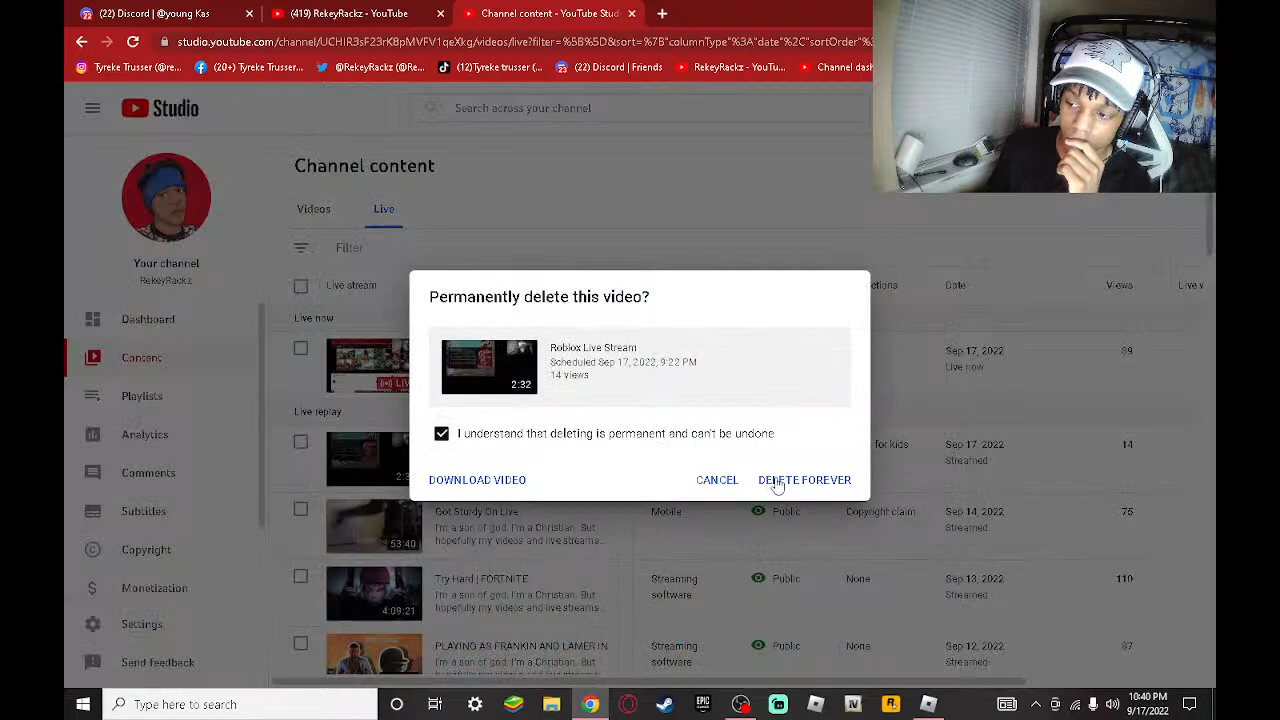 (22) Discord | @young Kas
(419) RekeyRackz - YouTube
Channel content - YouTube Stud
studio.youtube.com/channel/UCHIR3sF23rK8pMVFV1qeXkg/videos/live?filter=%5B%5D&sort=%7B"columnType"%3A"date"%2C"sortOrder"
Tyreke Trusser (@re...
(20+) Tyreke Trusser...
@RekeyRackz (@Re...
(12)Tyreke trusser (...
(22) Discord | Friends
RekeyRackz - YouTu...
Channel dash
Studio
Search across your channel
Channel content
Videos
Live
Filter
Your channel
RekeyRackz
Dashboard
Content
Playlists
Analytics
Comments
Subtitles
Copyright
Monetization
Settings
Send feedback
Live stream
Date
Views
Live v
Live now
Sep 17, 2022
Live now
89
Live replay
Permanently delete this video?
Roblox Live Stream
Scheduled Sep 17, 2022, 9:22 PM
14 views
2:32
I understand that deleting is permanent and can't be undone
DOWNLOAD VIDEO
CANCEL
DELETE FOREVER
for kids
Sep 17, 2022
Streamed
14
Got Sturdy On Live
I'm a son of god. I'm a Christian. But
hopefully my videos and live streams...
53:40
Mobile
Public
Copyright claim
Sep 14, 2022
Streamed
75
Try Hard | FORTNITE
I'm a son of god. I'm a Christian. But
hopefully my videos and live streams...
4:09:21
Streaming
software
Public
None
Sep 13, 2022
Streamed
110
PLAYING AS FRANKIN AND LAMER IN
I'm a son of god. I'm a Christian. But
Streaming
software
Public
None
Sep 12, 2022
Streamed
87
Type here to search
10:40 PM
9/17/2022